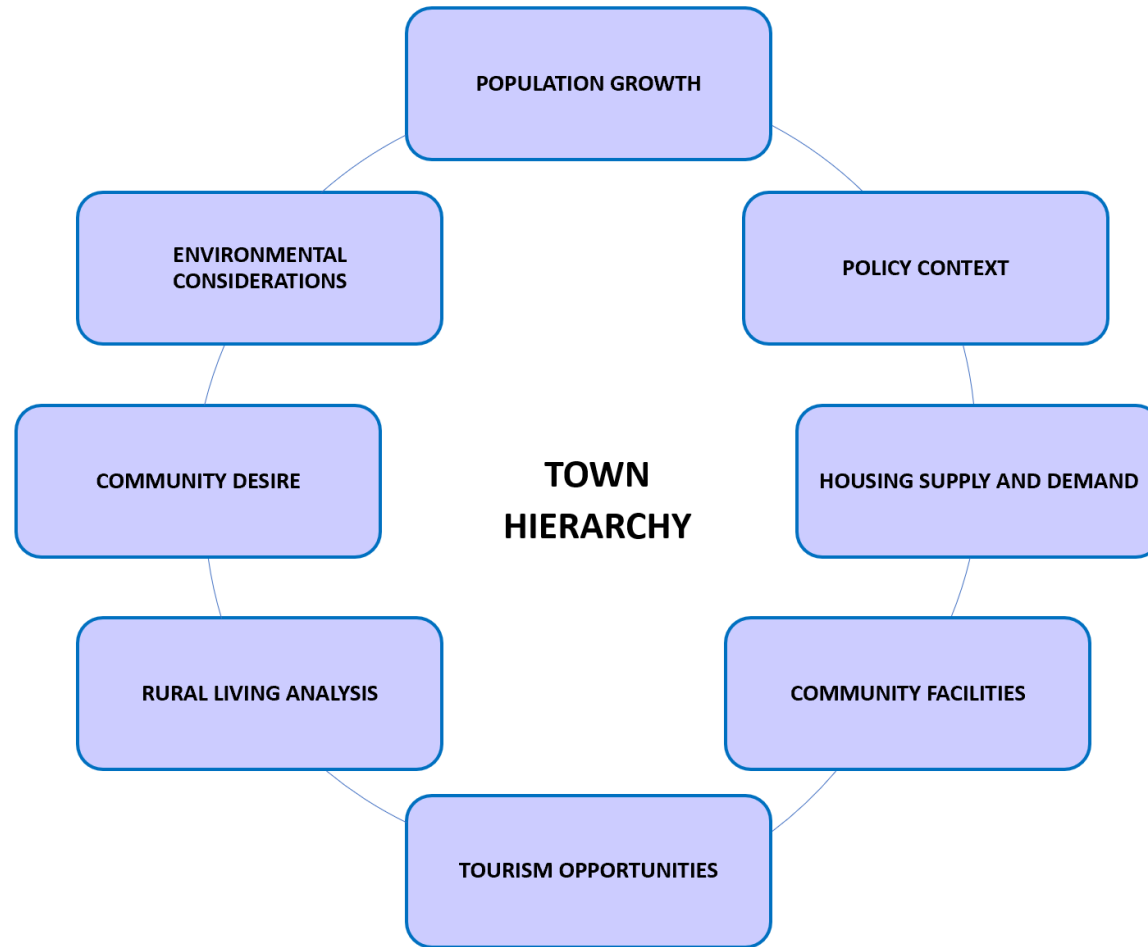 POPULATION GROWTH
ENVIRONMENTAL
CONSIDERATIONS
POLICY CONTEXT
COMMUNITY DESIRE
TOWN
HIERARCHY
HOUSING SUPPLY AND DEMAND
RURAL LIVING ANALYSIS
COMMUNITY FACILITIES
TOURISM OPPORTUNITIES